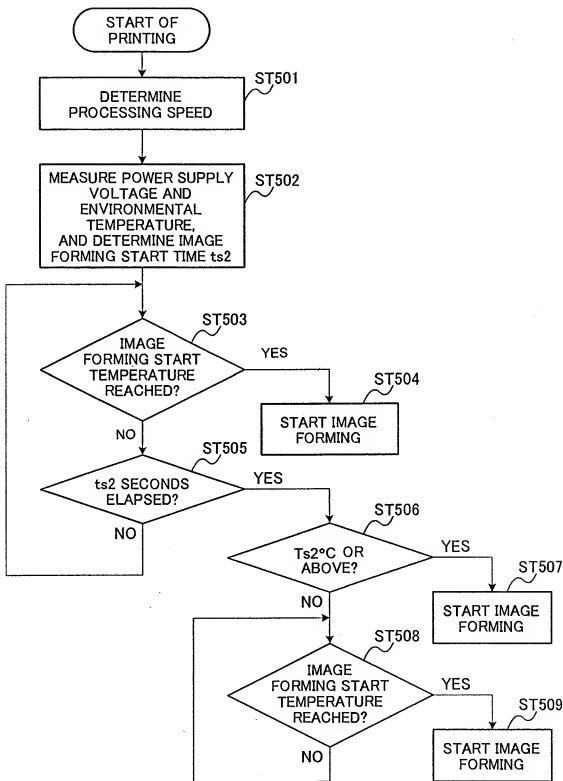 START OF
PRINTING
ST501
DETERMINE
PROCESSING SPEED
ST502
MEASURE POWER SUPPLY
VOLTAGE AND
ENVIRONMENTAL
TEMPERATURE,
AND DETERMINE IMAGE
FORMING START TIME ts2
ST503
IMAGE
FORMING START
TEMPERATURE
REACHED?
YES
ST504
START IMAGE
FORMING
NO
ST505
ts2 SECONDS
ELAPSED?
YES
NO
ST506
Ts2°C OR
ABOVE?
YES
ST507
START IMAGE
FORMING
NO
ST508
IMAGE
FORMING START
TEMPERATURE
REACHED?
YES
ST509
START IMAGE
FORMING
NO